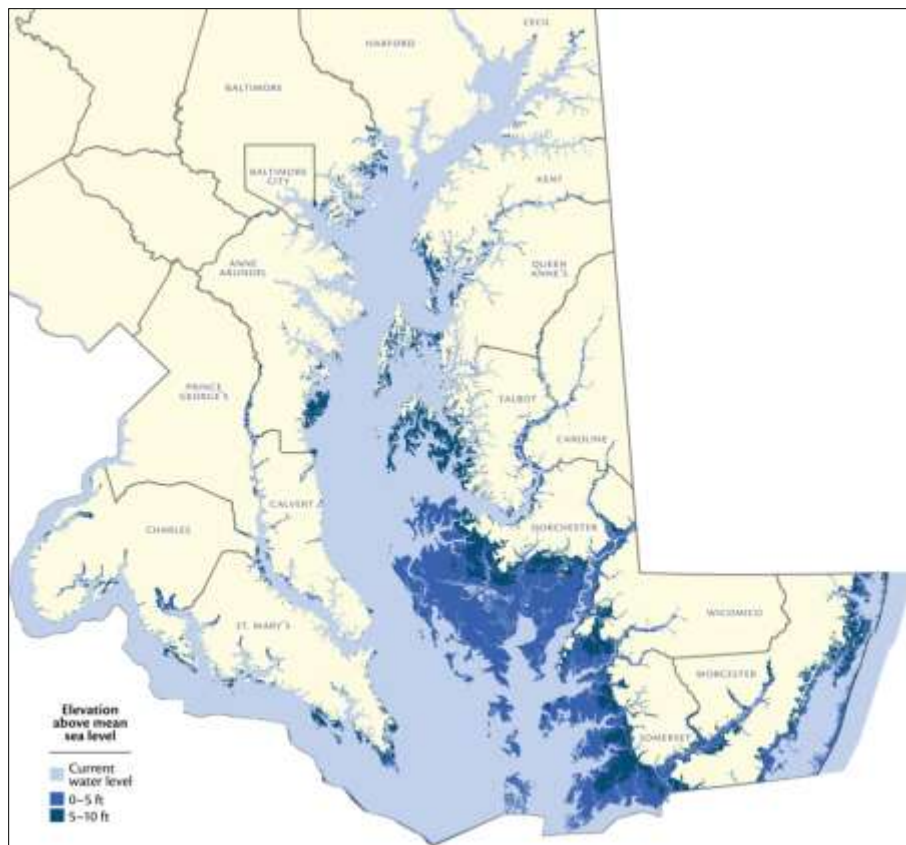 CECIL
HARFORD
BALTIMORE
BALTIMORE
CITY
KENT
ANNE
ARUNDEL
QUEEN
ANNE'S
PRINCE
GEORGE'S
TALBOT
CAROLINE
CALVERT
CHARLES
DORCHESTER
ST. MARY'S
WICOMICO
WORCESTER
SOMERSET
Elevation
above mean
sea level
Current
water level
0–5 ft
5–10 ft